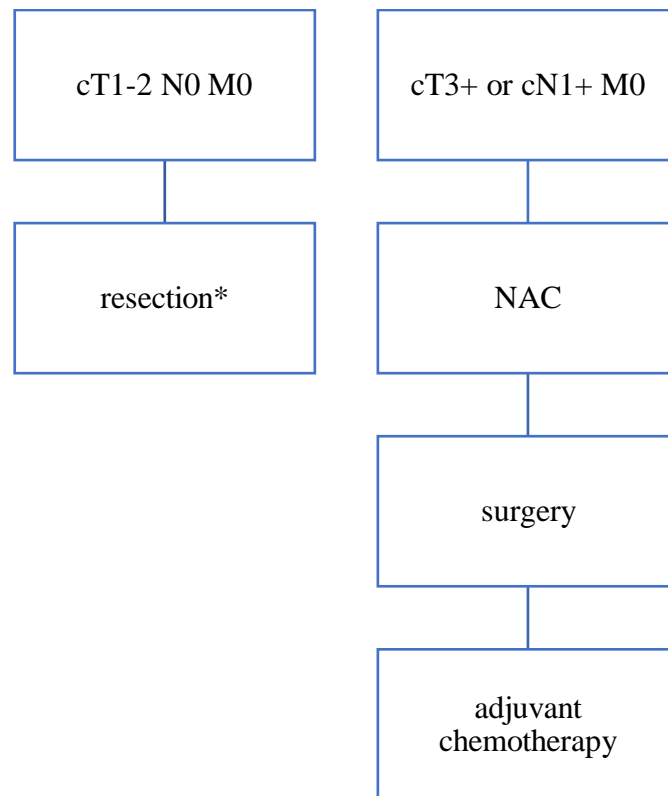 cT1-2 N0 M0
cT3+ or cN1+ M0
resection*
NAC
surgery
adjuvant
chemotherapy